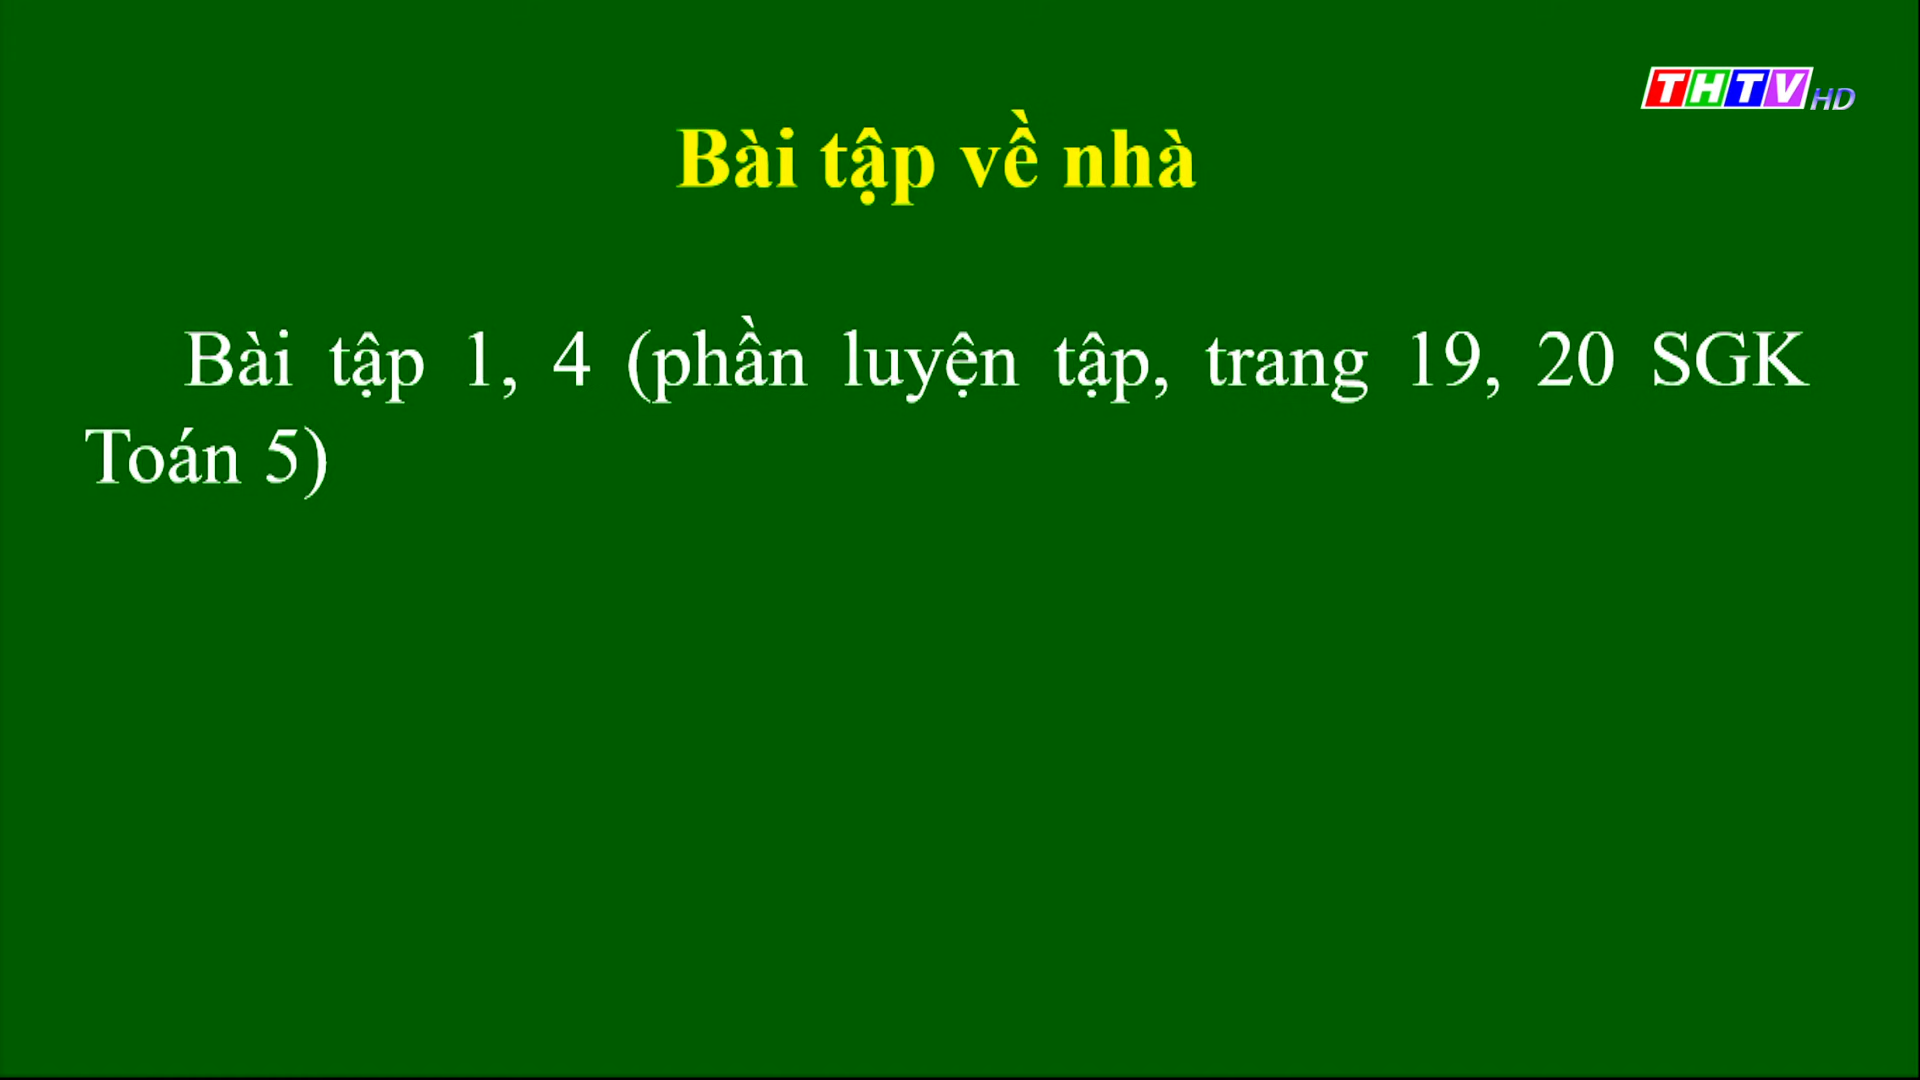 THTV HD
Bài tập về nhà
Bài tập 1, 4 (phần luyện tập, trang 19, 20 SGK
Toán 5)